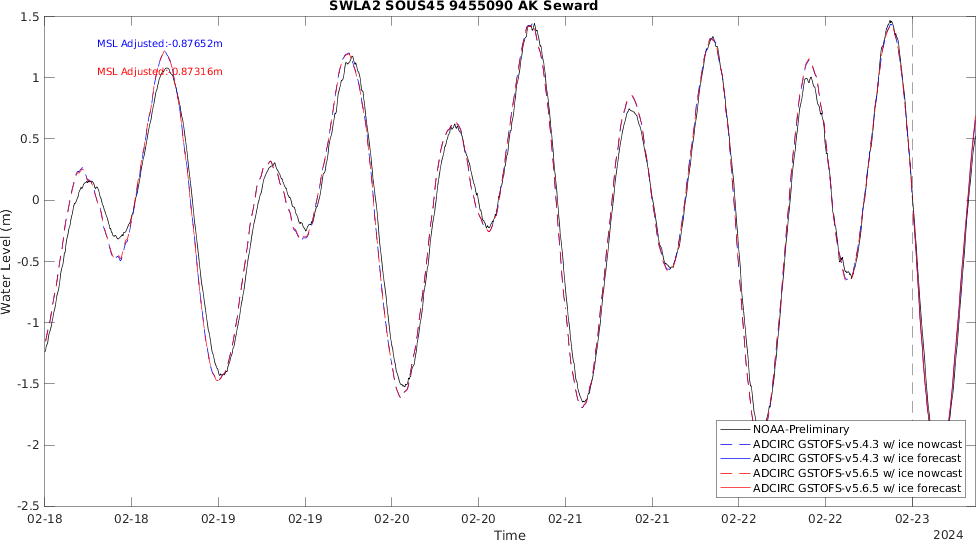 SWLA2 SOUS45 9455090 AK Seward
MSL Adjusted:-0.87652m
MSL Adjusted:-0.87316m
Water Level (m)
1.5
1
0.5
0
-0.5
-1
-1.5
-2
-2.5
NOAA-Preliminary
ADCIRC GSTOFS-v5.4.3 w/ ice nowcast
ADCIRC GSTOFS-v5.4.3 w/ ice forecast
ADCIRC GSTOFS-v5.6.5 w/ ice nowcast
ADCIRC GSTOFS-v5.6.5 w/ ice forecast
02-18 02-18 02-19 02-19 02-20 02-20 02-21 02-21 02-22 02-22 02-23
Time
2024